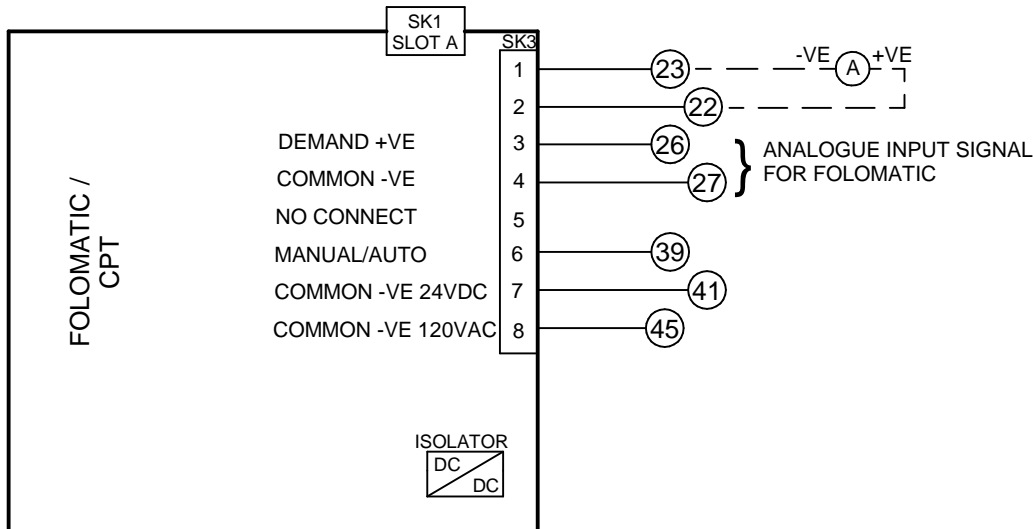 SK1
SLOT A
SK3
1
23
-VE
A
+VE
2
22
DEMAND +VE
3
26
COMMON -VE
4
27
}
ANALOGUE INPUT SIGNAL
FOR FOLOMATIC
NO CONNECT
5
MANUAL/AUTO
6
39
COMMON -VE 24VDC
7
41
COMMON -VE 120VAC
8
45
FOLOMATIC /
CPT
ISOLATOR
DC
DC